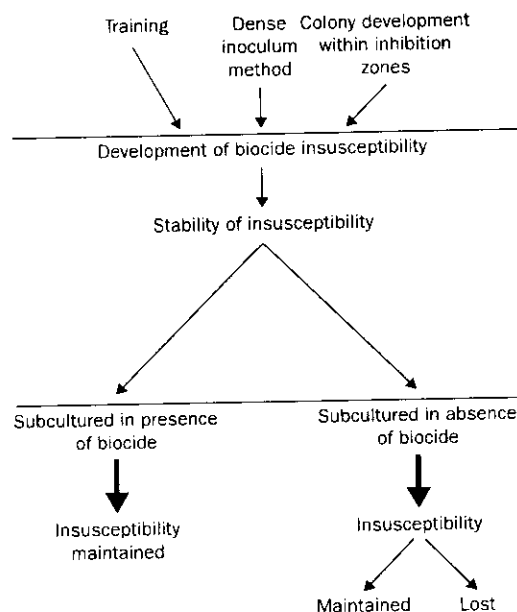 Training
Dense
inoculum
method
Colony development
within inhibition
zones
Development of biocide insusceptibility
Stability of insusceptibility
Subcultured in presence
of biocide
Subcultured in absence
of biocide
Insusceptibility
maintained
Insusceptibility
Maintained
Lost